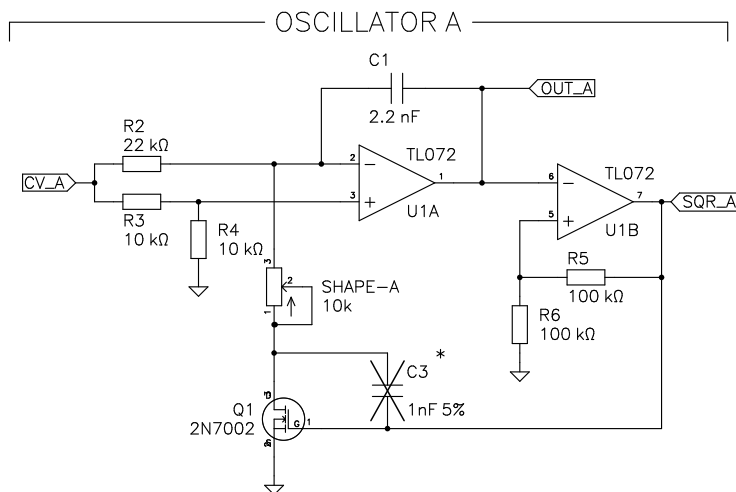 OSCILLATOR A
C1
2.2 nF
OUT_A
R2
22 kΩ
TL072
TL072
2
1
6
7
CV_A
3
SQR_A
R3
10 kΩ
R4
10 kΩ
U1A
5
U1B
R5
100 kΩ
3
2
SHAPE-A
10k
1
R6
100 kΩ
*
C3
1nF 5%
Q1
2N7002
G
1